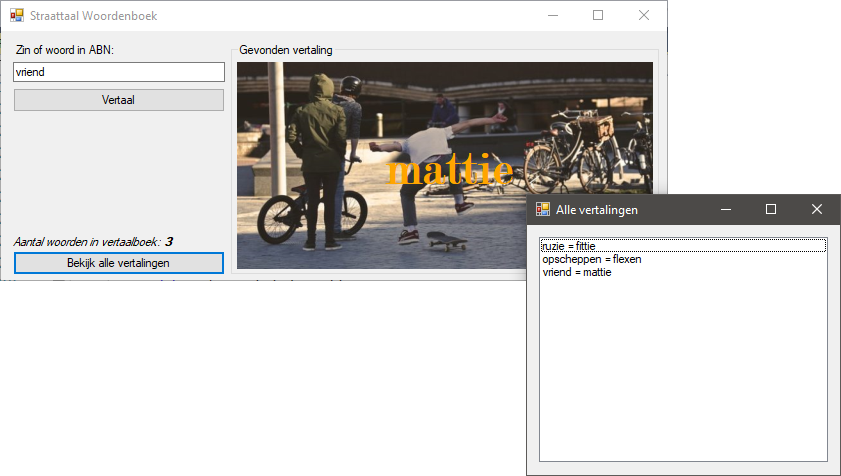 Straattaal Woordenboek
Zin of woord in ABN:
vriend
Vertaal
Aantal woorden in vertaalboek: 3
Bekijk alle vertalingen
Gevonden vertaling
mattie
Alle vertalingen
ruzie = fittie
opscheppen = flexen
vriend = mattie